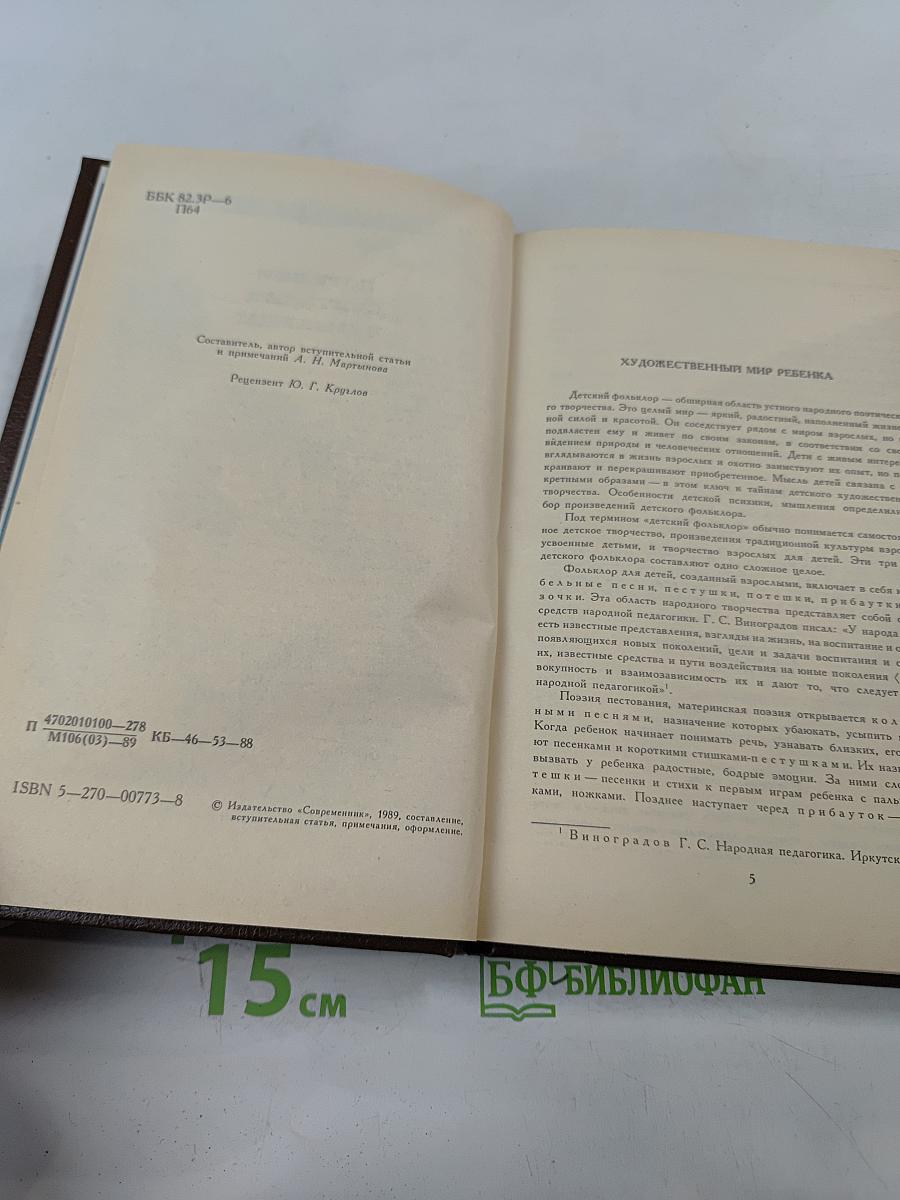 ББК 82.3Р—6
П64
Составитель, автор вступительной статьи
и примечаний А. Н. Мартынова
Рецензент Ю. Г. Круглов
П 4702010100—278
М106(03)—89 КБ—46—53—88
ISBN 5—270—00773—8
© Издательство «Современник», 1989, составление,
вступительная статья, примечания, оформление.
ХУДОЖЕСТВЕННЫЙ МИР РЕБЕНКА
Детский фольклор — обширная область устного народного поэтическ
го творчества. Это целый мир — яркий, радостный, наполненный жизне
ной силой и красотой. Он соседствует рядом с миром взрослых, но
подвластен ему и живет по своим законам, в соответствии со св
видением природы и человеческих отношений. Дети с живым интере
вглядываются в жизнь взрослых и охотно заимствуют их опыт, но п
краивают и перекрашивают приобретенное. Мысль детей связана с
кретными образами — в этом ключ к тайнам детского художествен
творчества. Особенности детской психики, мышления определил
бор произведений детского фольклора.
Под термином «детский фольклор» обычно понимается самосто
ное детское творчество, произведения традиционной культуры взр
усвоенные детьми, и творчество взрослых для детей. Эти три
детского фольклора составляют одно сложное целое.
Фольклор для детей, созданный взрослыми, включает в себя
бельные песни, пестушки, потешки, прибаутк
зочки. Эта область народного творчества представляет собой
средств народной педагогики. Г. С. Виноградов писал: «У народа
есть известные представления, взгляды на жизнь, на воспитание и
появляющихся новых поколений, цели и задачи воспитания и
их, известные средства и пути воздействия на юные поколения
вокупность и взаимозависимость их и дают то, что следует
народной педагогикой»¹.
Поэзия пестования, материнская поэзия открывается кол
ными песнями, назначение которых убаюкать, усыпить
Когда ребенок начинает понимать речь, узнавать близких, ег
ют песенками и короткими стишками-пестушками. Их наз
вызвать у ребенка радостные, бодрые эмоции. За ними сл
тешки — песенки и стихи к первым играм ребенка с паль
ками, ножками. Позднее наступает черед прибауток —
¹ Виноградов Г. С. Народная педагогика. Иркутск
5
15 см
БФ БИБЛИОФАН